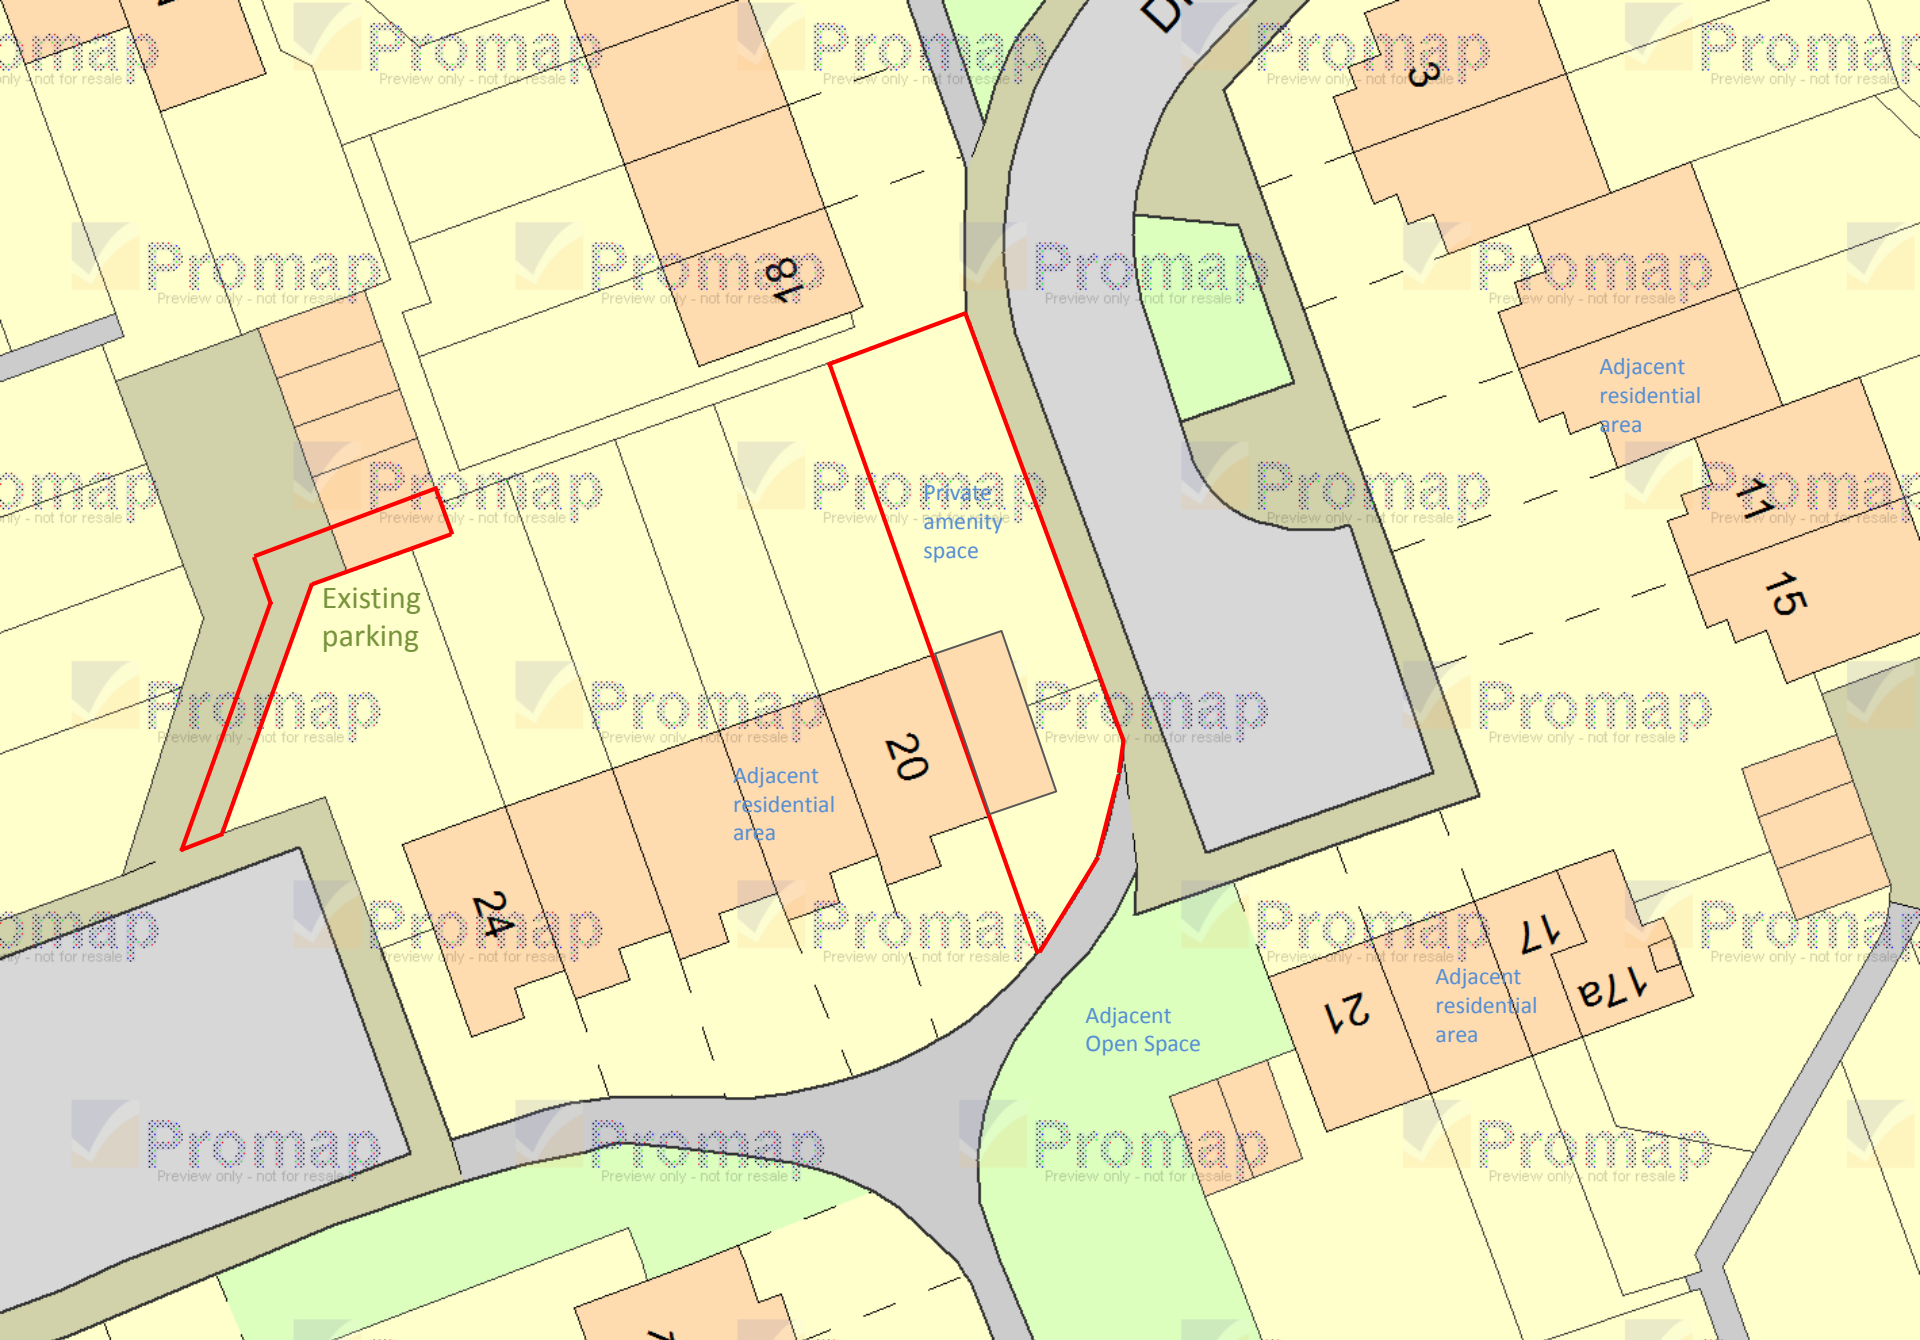 Promap
Preview only - not for resale
3
18
Adjacent
residential
area
11
15
Private
amenity
space
Existing
parking
20
Adjacent
residential
area
24
17
17a
21
Adjacent
residential
area
Adjacent
Open Space